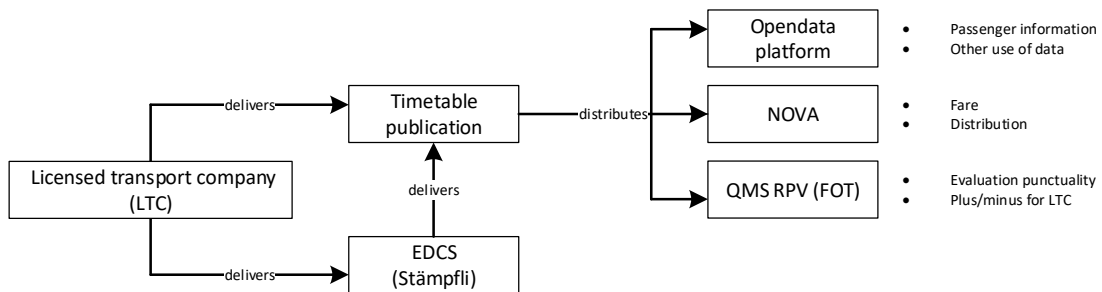 Opendata
platform
• Passenger information
• Other use of data
delivers
Timetable
publication
distributes
NOVA
• Fare
• Distribution
Licensed transport company
(LTC)
delivers
QMS RPV (FOT)
• Evaluation punctuality
• Plus/minus for LTC
delivers
EDCS
(Stämpfli)